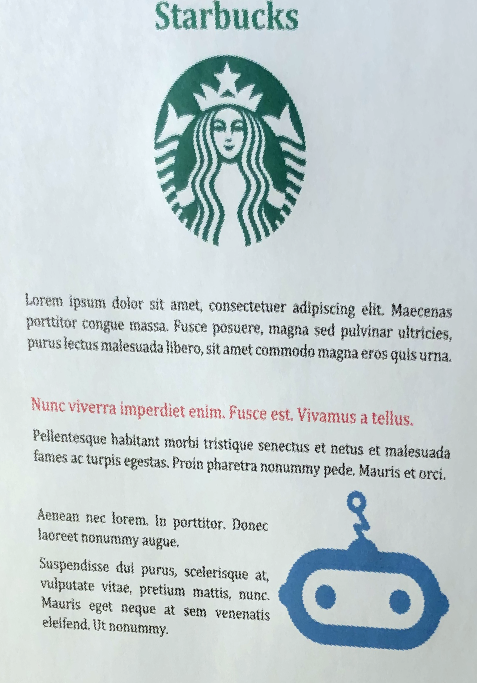 Starbucks
Lorem ipsum dolor sit amet, consectetuer adipiscing elit. Maecenas
porttitor congue massa. Fusce posuere, magna sed pulvinar ultricies,
purus lectus malesuada libero, sit amet commodo magna eros quis urna.
Nunc viverra imperdiet enim. Fusce est. Vivamus a tellus.
Pellentesque habitant morbi tristique senectus et netus et malesuada
fames ac turpis egestas. Proin pharetra nonummy pede. Mauris et orci.
Aenean nec lorem. In porttitor. Donec
laoreet nonummy augue.
Suspendisse dui purus, scelerisque at,
vulputate vitae, pretium mattis, nunc.
Mauris eget neque at sem venenatis
eleifend. Ut nonummy.